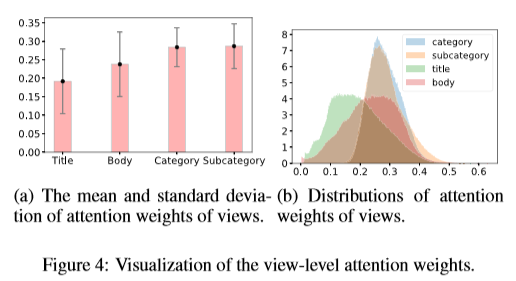 0.35
0.30
0.25
0.20
0.15
0.10
0.05
0.00
Title Body Category Subcategory
8
7
6
5
4
3
2
1
0
0.0 0.1 0.2 0.3 0.4 0.5 0.6
category
subcategory
title
body
(a) The mean and standard devia-
tion of attention weights of views.
(b) Distributions of attention
weights of views.
Figure 4: Visualization of the view-level attention weights.